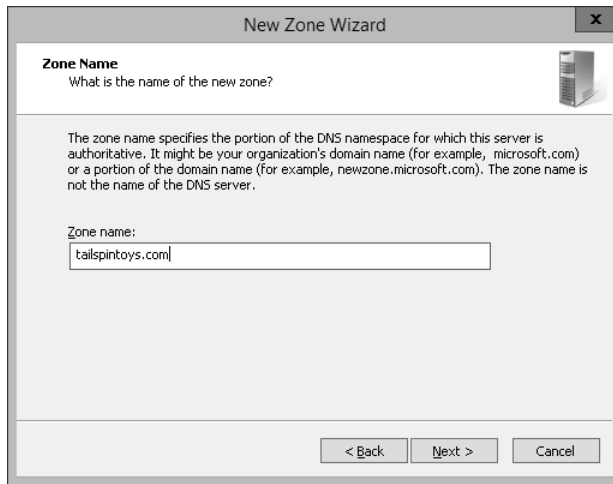 New Zone Wizard
x
Zone Name
What is the name of the new zone?
The zone name specifies the portion of the DNS namespace for which this server is
authoritative. It might be your organization's domain name (for example, microsoft.com)
or a portion of the domain name (for example, newzone.microsoft.com). The zone name is
not the name of the DNS server.
Zone name:
tailspintoys.com
< Back Next > Cancel